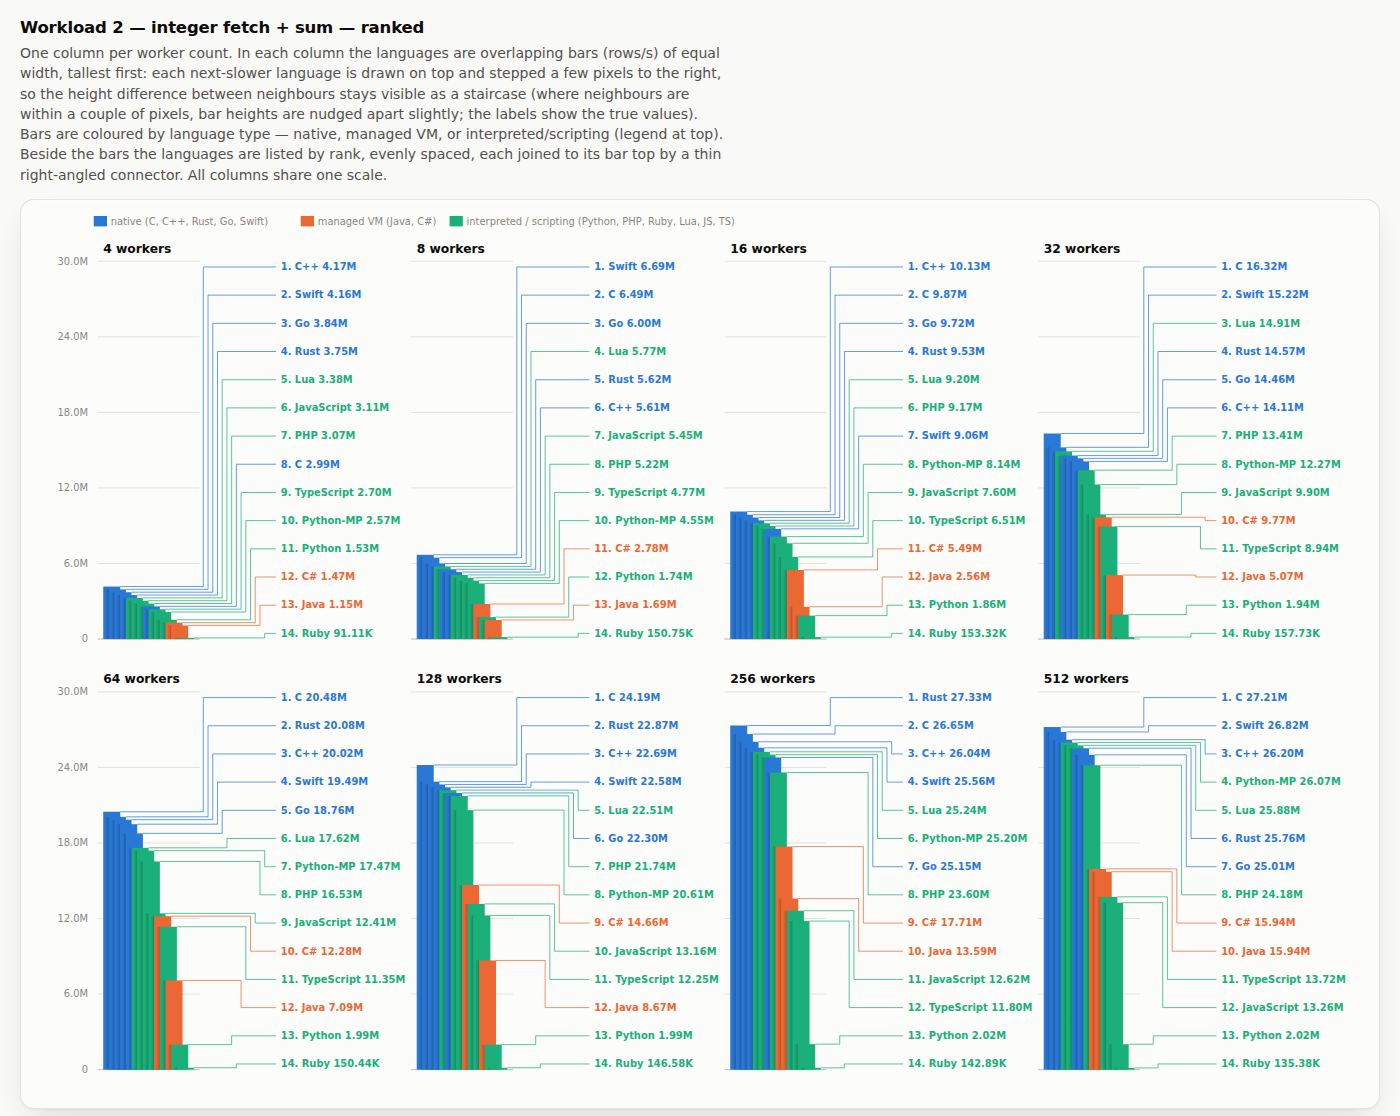 Workload 2 — integer fetch + sum — ranked
One column per worker count. In each column the languages are overlapping bars (rows/s) of equal
width, tallest first: each next-slower language is drawn on top and stepped a few pixels to the right,
so the height difference between neighbours stays visible as a staircase (where neighbours are
within a couple of pixels, bar heights are nudged apart slightly; the labels show the true values).
Bars are coloured by language type — native, managed VM, or interpreted/scripting (legend at top).
Beside the bars the languages are listed by rank, evenly spaced, each joined to its bar top by a thin
right-angled connector. All columns share one scale.
native (C, C++, Rust, Go, Swift)
managed VM (Java, C#)
interpreted / scripting (Python, PHP, Ruby, Lua, JS, TS)
4 workers
30.0M
24.0M
18.0M
12.0M
6.0M
0
1. C++ 4.17M
2. Swift 4.16M
3. Go 3.84M
4. Rust 3.75M
5. Lua 3.38M
6. JavaScript 3.11M
7. PHP 3.07M
8. C 2.99M
9. TypeScript 2.70M
10. Python-MP 2.57M
11. Python 1.53M
12. C# 1.47M
13. Java 1.15M
14. Ruby 91.11K
8 workers
1. Swift 6.69M
2. C 6.49M
3. Go 6.00M
4. Lua 5.77M
5. Rust 5.62M
6. C++ 5.61M
7. JavaScript 5.45M
8. PHP 5.22M
9. TypeScript 4.77M
10. Python-MP 4.55M
11. C# 2.78M
12. Python 1.74M
13. Java 1.69M
14. Ruby 150.75K
16 workers
1. C++ 10.13M
2. C 9.87M
3. Go 9.72M
4. Rust 9.53M
5. Lua 9.20M
6. PHP 9.17M
7. Swift 9.06M
8. Python-MP 8.14M
9. JavaScript 7.60M
10. TypeScript 6.51M
11. C# 5.49M
12. Java 2.56M
13. Python 1.86M
14. Ruby 153.32K
32 workers
1. C 16.32M
2. Swift 15.22M
3. Lua 14.91M
4. Rust 14.57M
5. Go 14.46M
6. C++ 14.11M
7. PHP 13.41M
8. Python-MP 12.27M
9. JavaScript 9.90M
10. C# 9.77M
11. TypeScript 8.94M
12. Java 5.07M
13. Python 1.94M
14. Ruby 157.73K
64 workers
30.0M
24.0M
18.0M
12.0M
6.0M
0
1. C 20.48M
2. Rust 20.08M
3. C++ 20.02M
4. Swift 19.49M
5. Go 18.76M
6. Lua 17.62M
7. Python-MP 17.47M
8. PHP 16.53M
9. JavaScript 12.41M
10. C# 12.28M
11. TypeScript 11.35M
12. Java 7.09M
13. Python 1.99M
14. Ruby 150.44K
128 workers
1. C 24.19M
2. Rust 22.87M
3. C++ 22.69M
4. Swift 22.58M
5. Lua 22.51M
6. Go 22.30M
7. PHP 21.74M
8. Python-MP 20.61M
9. C# 14.66M
10. JavaScript 13.16M
11. TypeScript 12.25M
12. Java 8.67M
13. Python 1.99M
14. Ruby 146.58K
256 workers
1. Rust 27.33M
2. C 26.65M
3. C++ 26.04M
4. Swift 25.56M
5. Lua 25.24M
6. Python-MP 25.20M
7. Go 25.15M
8. PHP 23.60M
9. C# 17.71M
10. Java 13.59M
11. JavaScript 12.62M
12. TypeScript 11.80M
13. Python 2.02M
14. Ruby 142.89K
512 workers
1. C 27.21M
2. Swift 26.82M
3. C++ 26.20M
4. Python-MP 26.07M
5. Lua 25.88M
6. Rust 25.76M
7. Go 25.01M
8. PHP 24.18M
9. C# 15.94M
10. Java 15.94M
11. TypeScript 13.72M
12. JavaScript 13.26M
13. Python 2.02M
14. Ruby 135.38K